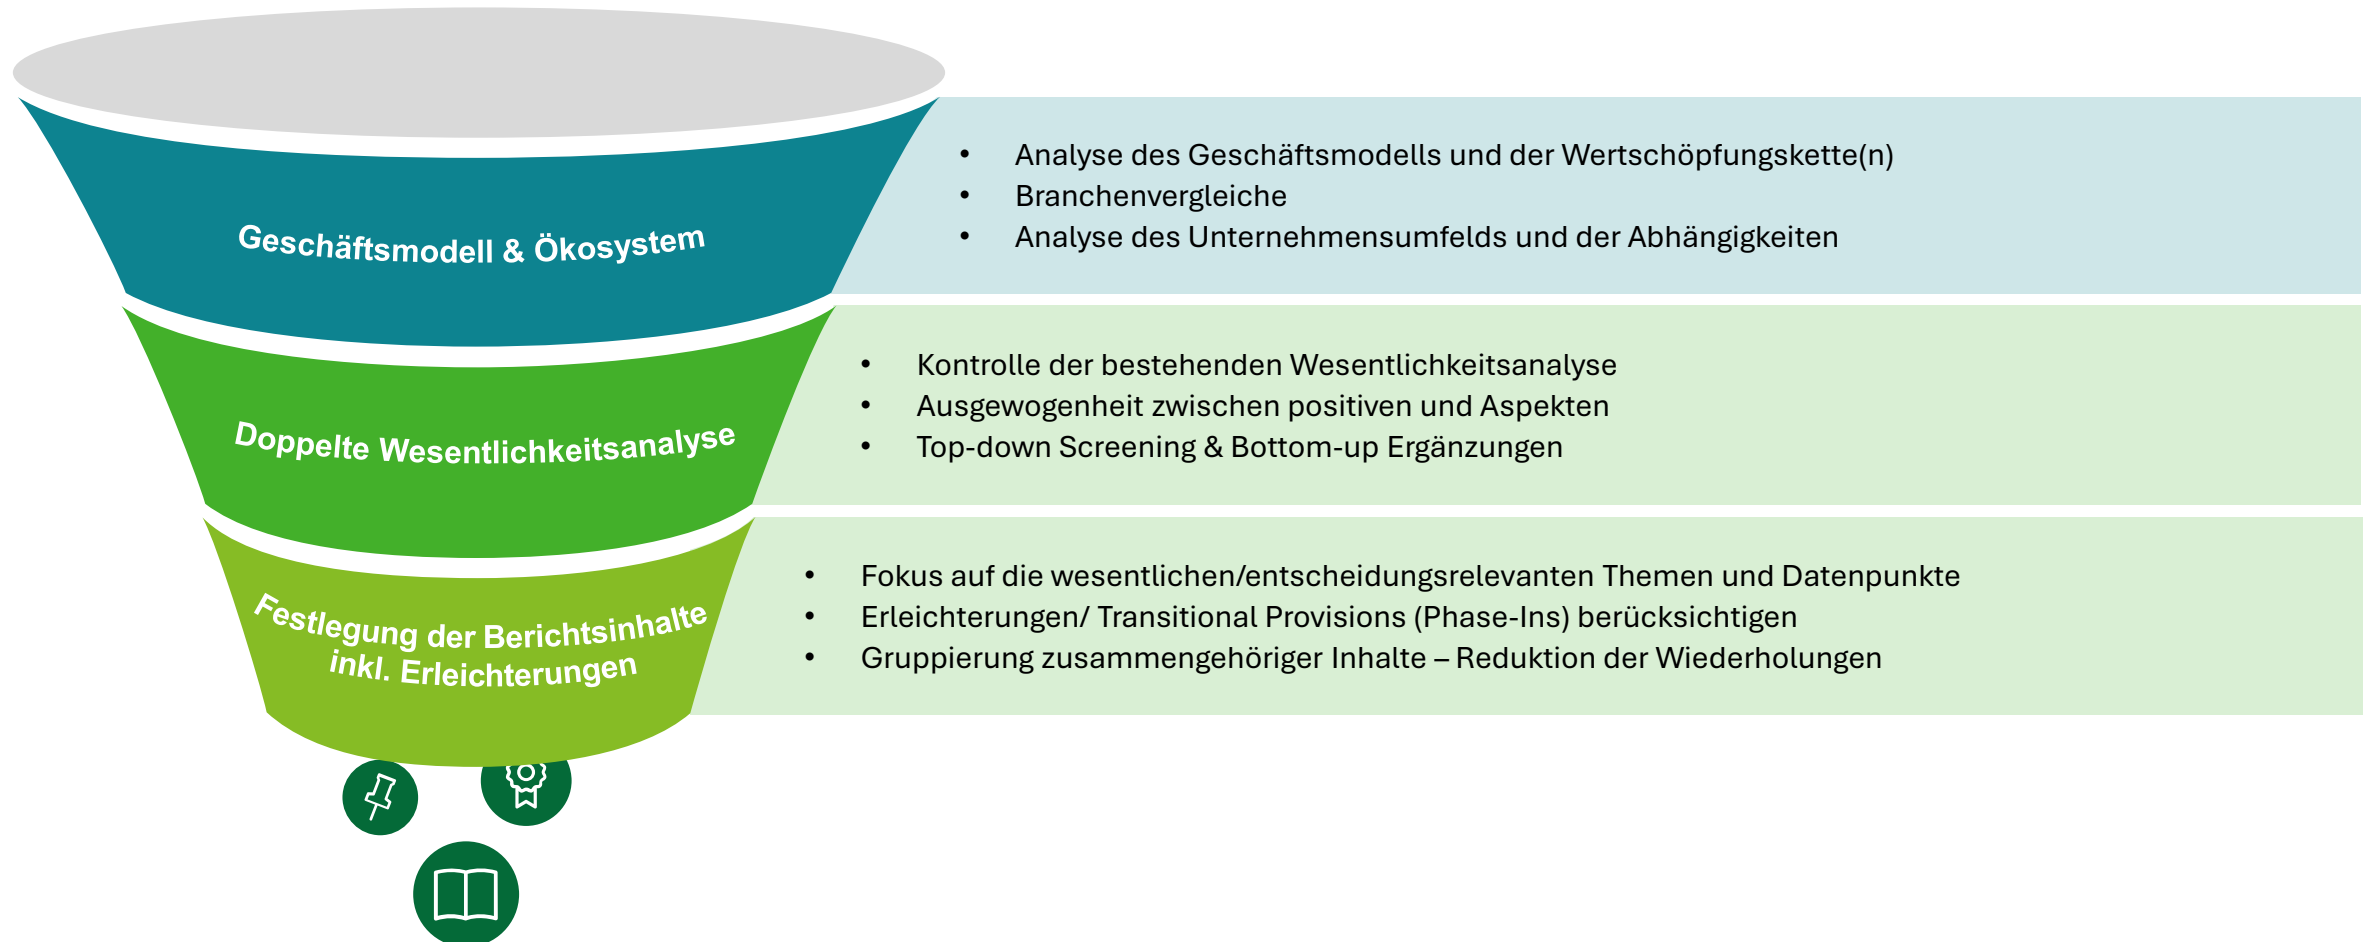 Geschäftsmodell & Ökosystem
• Analyse des Geschäftsmodells und der Wertschöpfungskette(n)
• Branchenvergleiche
• Analyse des Unternehmensumfelds und der Abhängigkeiten
Doppelte Wesentlichkeitsanalyse
• Kontrolle der bestehenden Wesentlichkeitsanalyse
• Ausgewogenheit zwischen positiven und Aspekten
• Top-down Screening & Bottom-up Ergänzungen
Festlegung der Berichtsinhalte
inkl. Erleichterungen
• Fokus auf die wesentlichen/entscheidungsrelevanten Themen und Datenpunkte
• Erleichterungen/ Transitional Provisions (Phase-Ins) berücksichtigen
• Gruppierung zusammengehöriger Inhalte – Reduktion der Wiederholungen